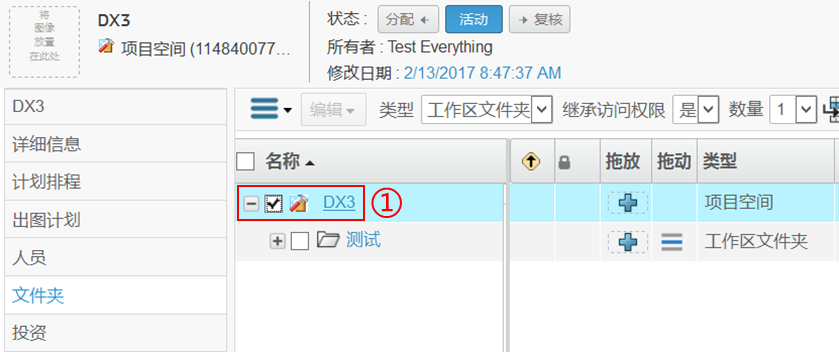 将
图像
放量
在此处
DX3
项目空间 (114840077...
状态 : 分配 活动 复核
所有者 : Test Everything
修改日期 : 2/13/2017 8:47:37 AM
DX3
详细信息
计划排程
出图计划
人员
文件夹
投资
编辑 类型 工作区文件夹 继承访问权限 是 数量 1
名称 拖放 拖动 类型
DX3 ① 项目空间
测试 工作区文件夹